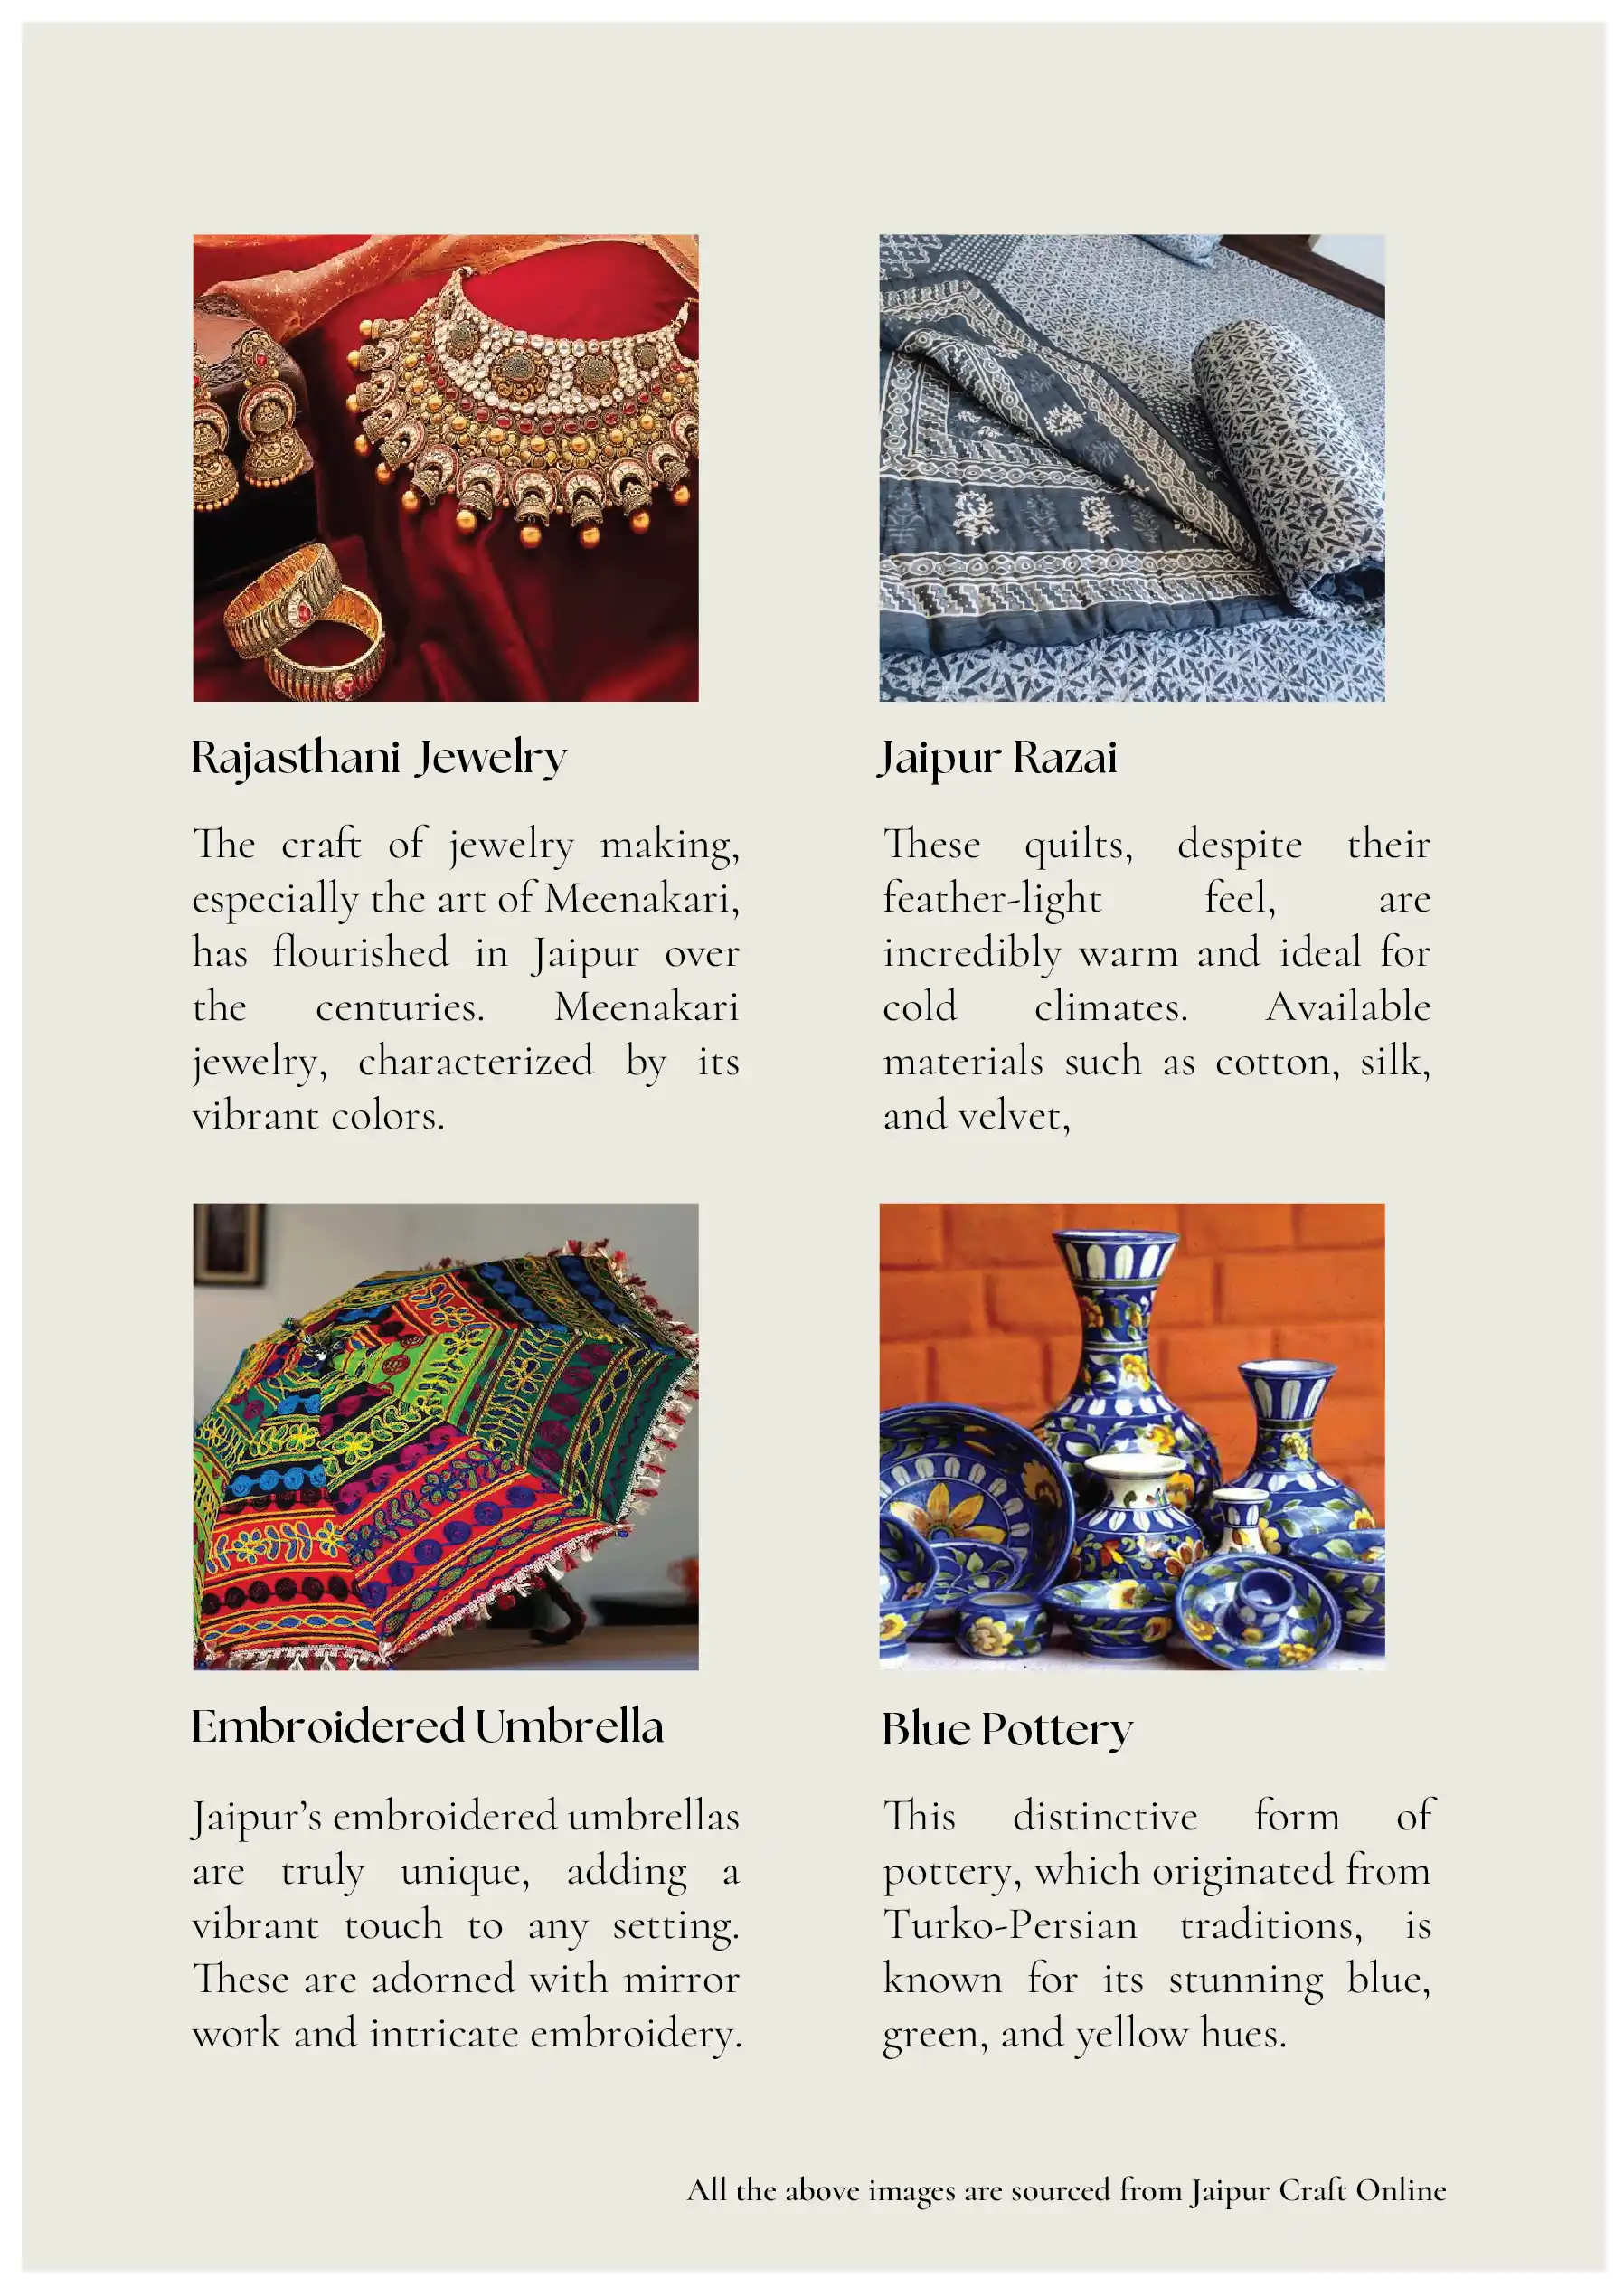 Rajasthani Jewelry
The craft of jewelry making,
especially the art of Meenakari,
has flourished in Jaipur over
the centuries. Meenakari
jewelry, characterized by its
vibrant colors.
Jaipur Razai
These quilts, despite their
feather-light feel, are
incredibly warm and ideal for
cold climates. Available
materials such as cotton, silk,
and velvet,
Embroidered Umbrella
Jaipur's embroidered umbrellas
are truly unique, adding a
vibrant touch to any setting.
These are adorned with mirror
work and intricate embroidery.
Blue Pottery
This distinctive form of
pottery, which originated from
Turko-Persian traditions, is
known for its stunning blue,
green, and yellow hues.
All the above images are sourced from Jaipur Craft Online